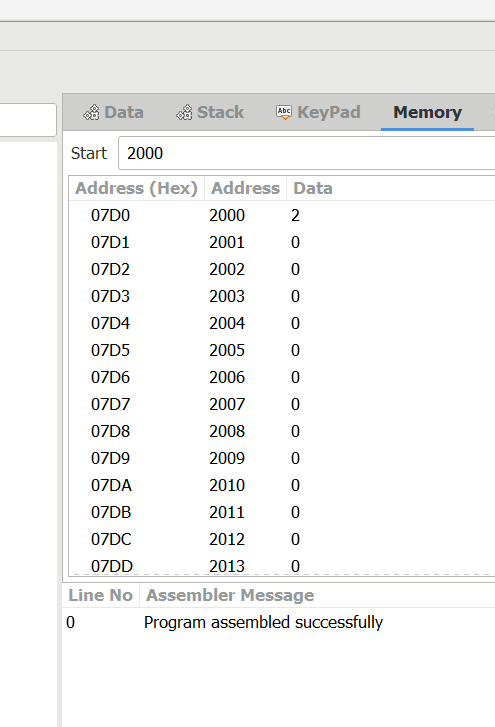 Data Stack Abc KeyPad Memory
Start 2000
Address (Hex) Address Data
07D0 2000 2
07D1 2001 0
07D2 2002 0
07D3 2003 0
07D4 2004 0
07D5 2005 0
07D6 2006 0
07D7 2007 0
07D8 2008 0
07D9 2009 0
07DA 2010 0
07DB 2011 0
07DC 2012 0
07DD 2013 0
Line No Assembler Message
0 Program assembled successfully